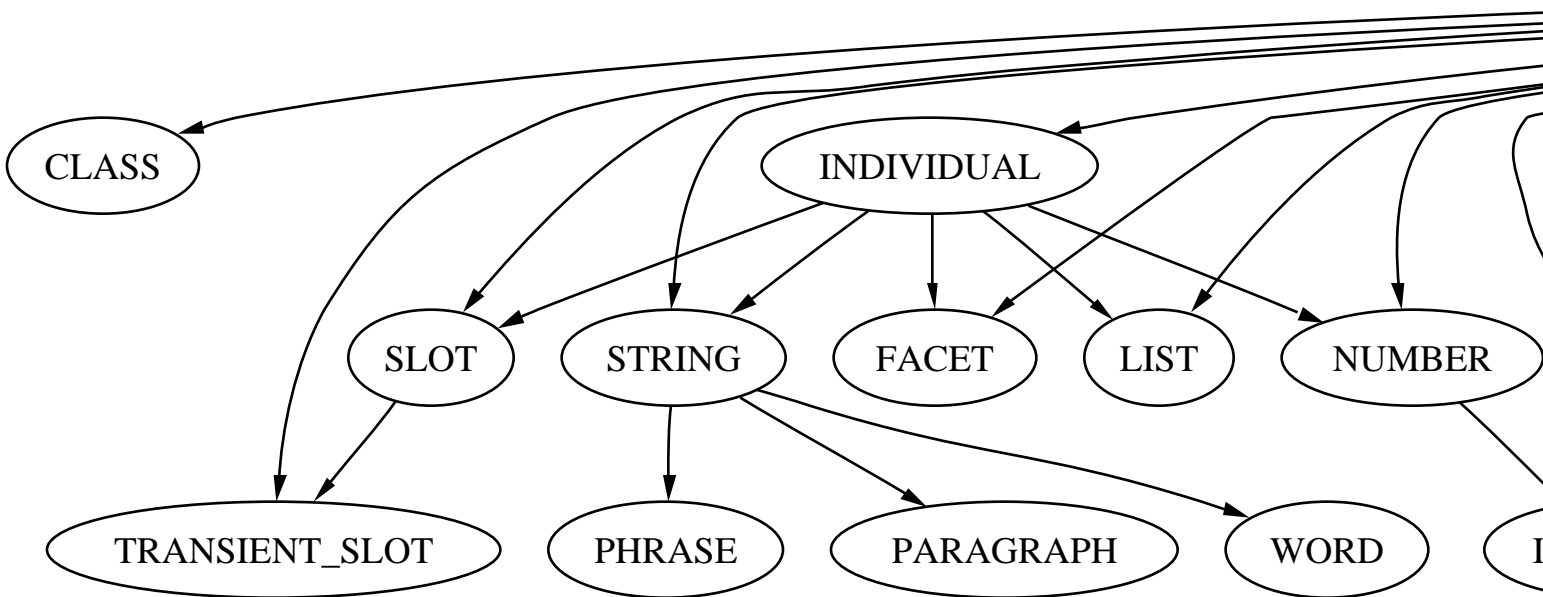 CLASS
INDIVIDUAL
SLOT
STRING
FACET
LIST
NUMBER
TRANSIENT_SLOT
PHRASE
PARAGRAPH
WORD